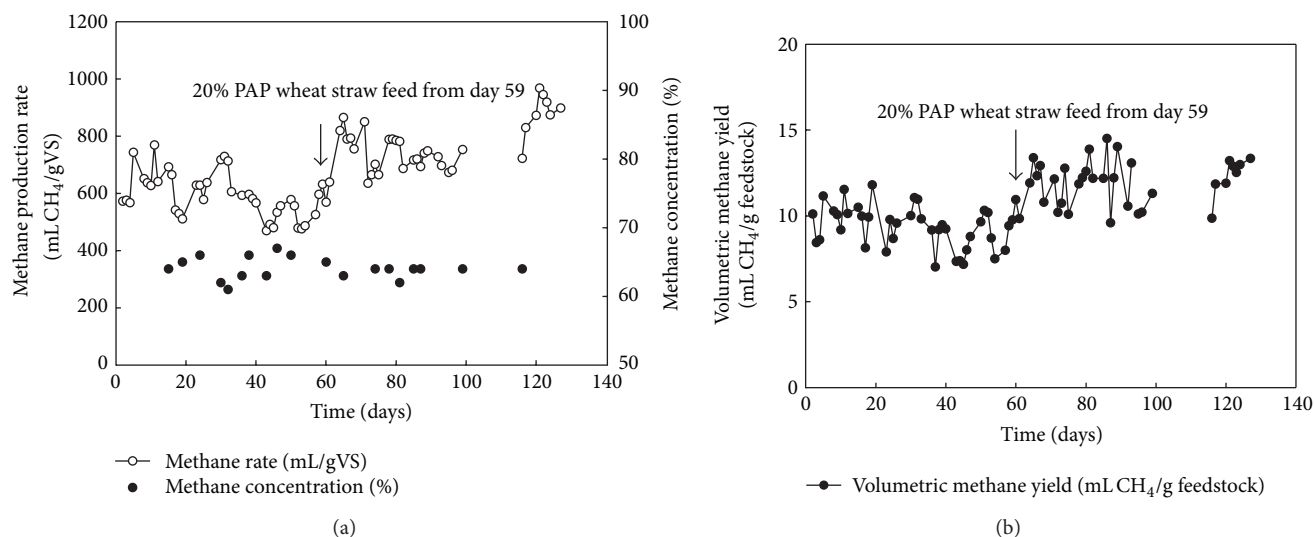 1200
1000
800
600
400
200
0
100
90
80
70
60
50
0 20 40 60 80 100 120 140
Methane production rate
(mL CH₄/gVS)
Methane concentration (%)
20% PAP wheat straw feed from day 59
Time (days)
Methane rate (mL/gVS)
Methane concentration (%)
(a)
20
15
10
5
0
0 20 40 60 80 100 120 140
Volumetric methane yield
(mL CH₄/g feedstock)
20% PAP wheat straw feed from day 59
Time (days)
Volumetric methane yield (mL CH₄/g feedstock)
(b)